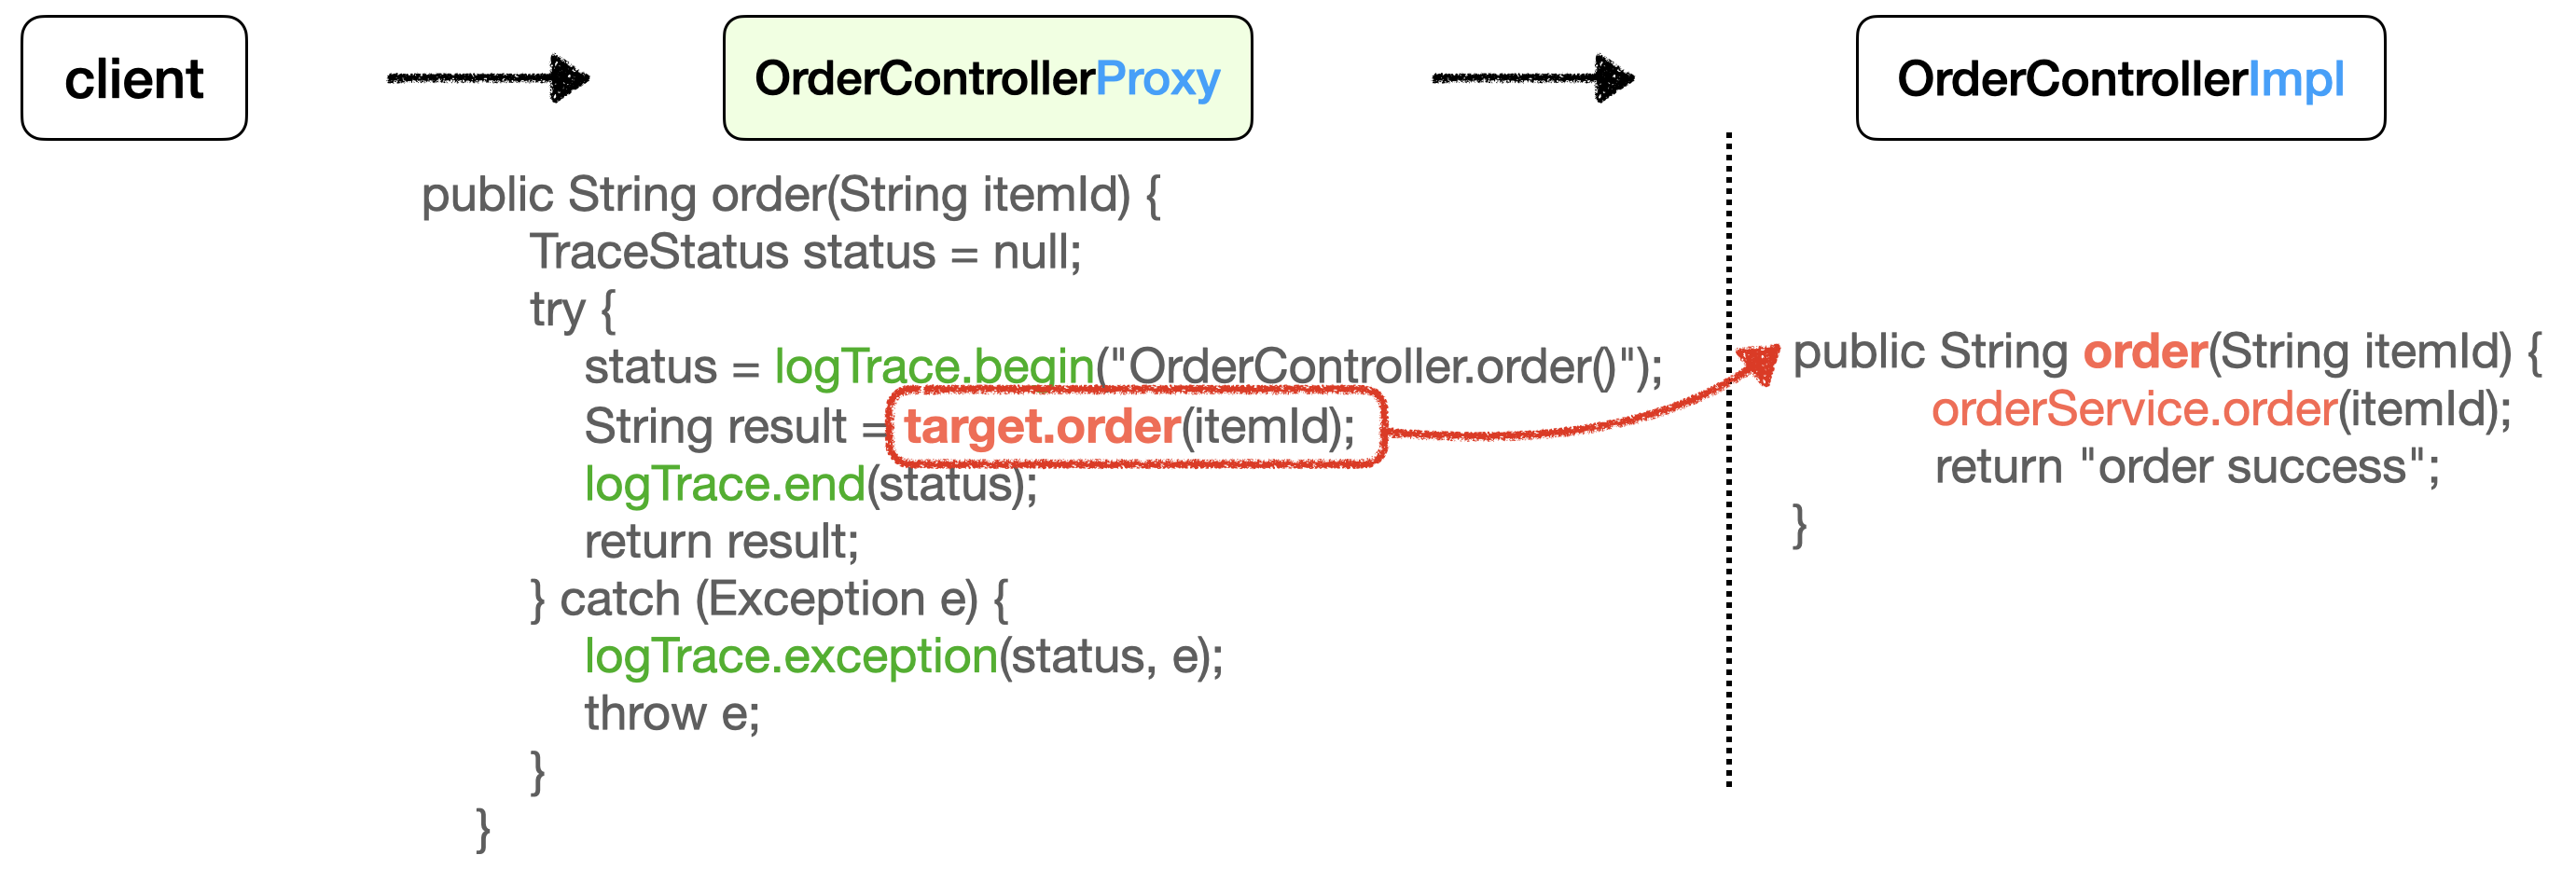 client
OrderControllerProxy
OrderControllerImpl
public String order(String itemId) {
TraceStatus status = null;
try {
status = logTrace.begin("OrderController.order()");
String result = target.order(itemId);
logTrace.end(status);
return result;
} catch (Exception e) {
logTrace.exception(status, e);
throw e;
}
}
public String order(String itemId) {
orderService.order(itemId);
return "order success";
}